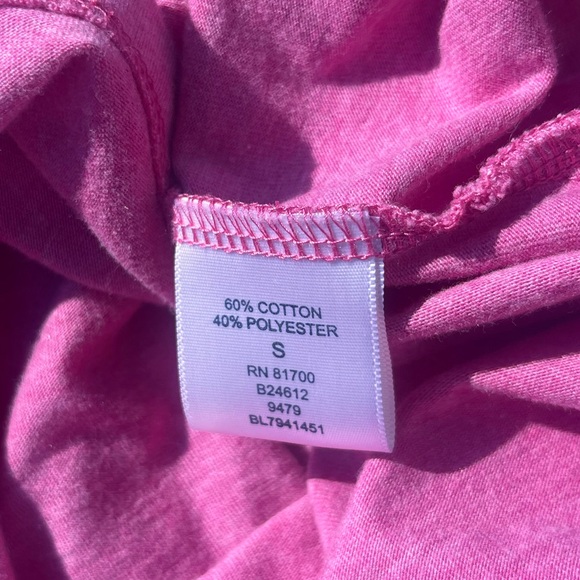 60% COTTON
40% POLYESTER
S
RN 81700
B24612
9479
BL7941451